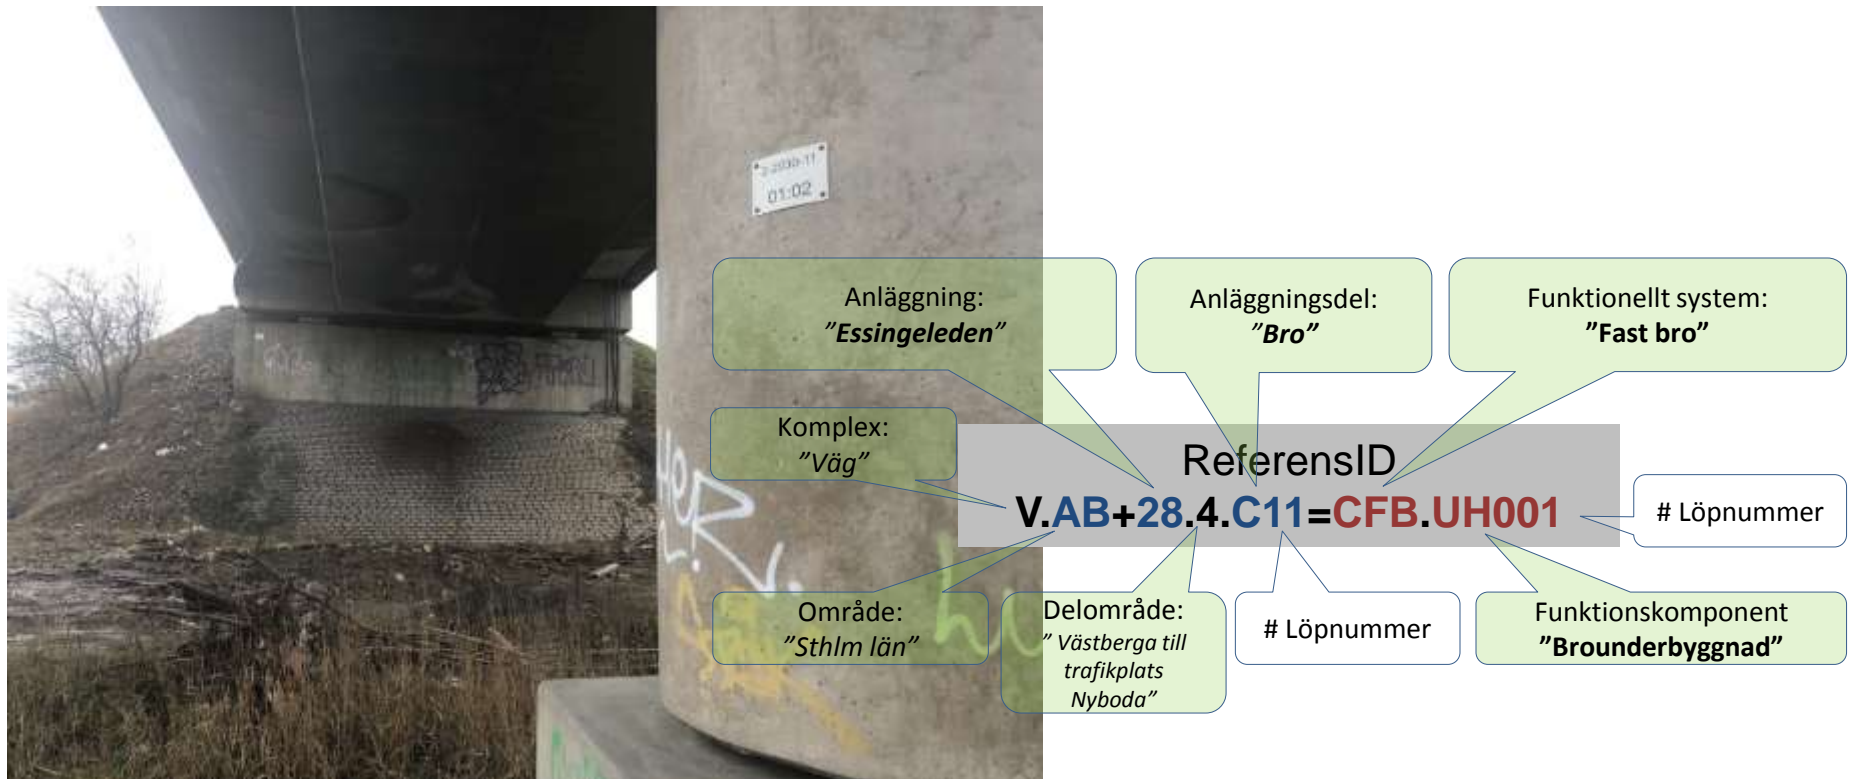 01:02
Anläggning:
"Essingeleden"
Anläggningsdel:
"Bro"
Funktionellt system:
"Fast bro"
Komplex:
"Väg"
ReferensID
V.AB+28.4.C11=CFB.UH001
# Löpnummer
Område:
"Sthlm län"
Delområde:
" Västberga till
trafikplats
Nyboda"
# Löpnummer
Funktionskomponent
"Brounderbyggnad"